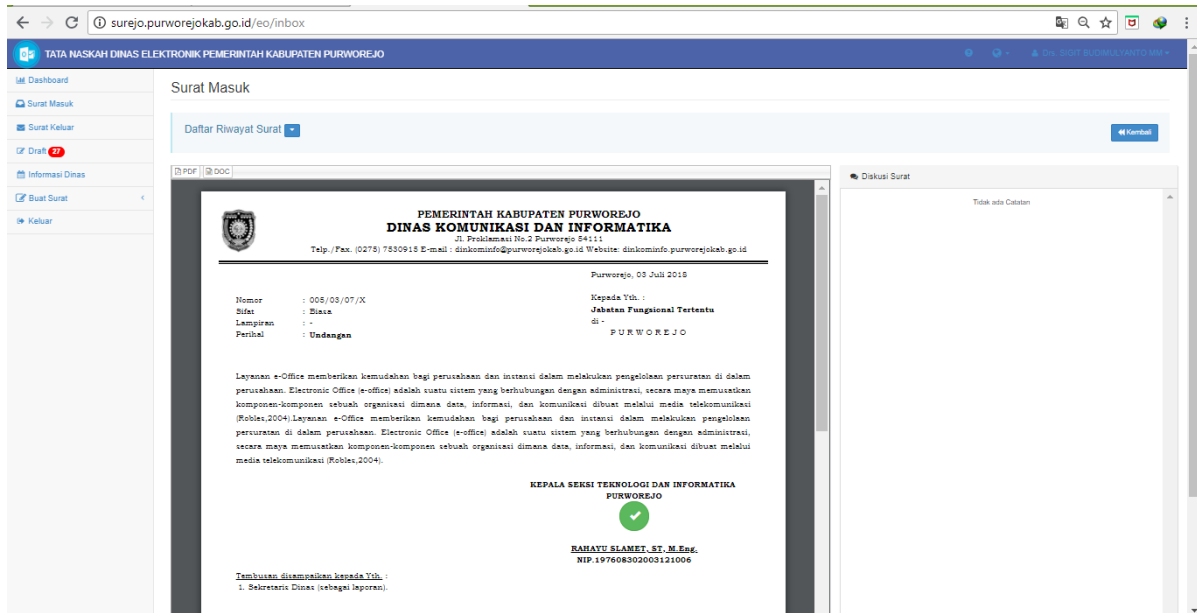 surejo.purworejokab.go.id/eo/inbox
TATA NASKAH DINAS ELEKTRONIK PEMERINTAH KABUPATEN PURWOREJO
Drs. SIGIT BUDIMULYANTO MM
Dashboard
Surat Masuk
Surat Keluar
Draft 27
Informasi Dinas
Buat Surat
Keluar
Surat Masuk
Daftar Riwayat Surat
Kembali
PDF DOC
PEMERINTAH KABUPATEN PURWOREJO
DINAS KOMUNIKASI DAN INFORMATIKA
Jl. Proklamasi No.2 Purworejo 54111
Telp./Fax. (0275) 7530915 E-mail : dinkominfo@purworejokab.go.id Website: dinkominfo.purworejokab.go.id
Purworejo, 03 Juli 2018
Nomor : 005/03/07/X
Sifat : Biasa
Lampiran : -
Perihal : Undangan
Kepada Yth. :
Jabatan Fungsional Tertentu
di -
P U R W O R E J O
Layanan e-Office memberikan kemudahan bagi perusahaan dan instansi dalam melakukan pengelolaan persuratan di dalam
perusahaan. Electronic Office (e-office) adalah suatu sistem yang berhubungan dengan administrasi, secara maya memusatkan
komponen-komponen sebuah organisasi dimana data, informasi, dan komunikasi dibuat melalui media telekomunikasi
(Robles,2004).Layanan e-Office memberikan kemudahan bagi perusahaan dan instansi dalam melakukan pengelolaan
persuratan di dalam perusahaan. Electronic Office (e-office) adalah suatu sistem yang berhubungan dengan administrasi,
secara maya memusatkan komponen-komponen sebuah organisasi dimana data, informasi, dan komunikasi dibuat melalui
media telekomunikasi (Robles,2004).
KEPALA SEKSI TEKNOLOGI DAN INFORMATIKA
PURWOREJO
RAHAYU SLAMET, ST, M.Eng.
NIP.197608302003121006
Tembusan disampaikan kepada Yth. :
1. Sekretaris Dinas (sebagai laporan).
Diskusi Surat
Tidak ada Catatan